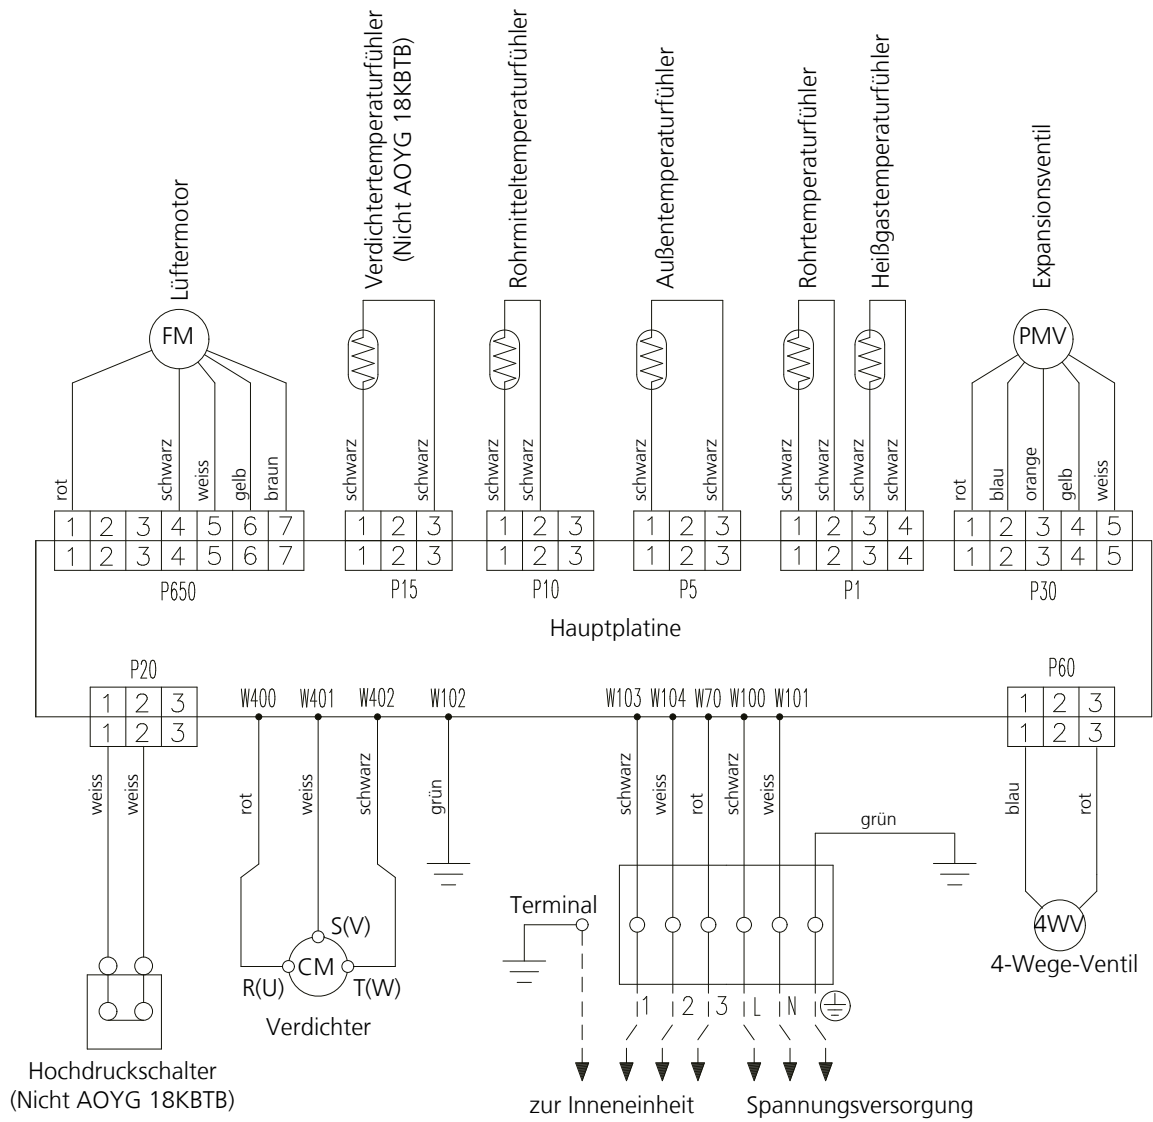 Lüftermotor
Verdichtertemperaturfühler
(Nicht AOYG 18KBTB)
Rohrmitteltemperaturfühler
Außentemperaturfühler
Rohrtemperaturfühler
Heißgastemperaturfühler
Expansionsventil
FM
PMV
rot
schwarz
weiss
gelb
braun
schwarz
schwarz
schwarz
schwarz
schwarz
schwarz
schwarz
schwarz
schwarz
schwarz
rot
blau
orange
gelb
weiss
1 2 3 4 5 6 7
1 2 3
1 2 3
1 2 3
1 2 3 4
1 2 3 4 5
1 2 3 4 5 6 7
1 2 3
1 2 3
1 2 3
1 2 3 4
1 2 3 4 5
P650
P15
P10
P5
P1
P30
Hauptplatine
P20
W400
W401
W402
W102
W103
W104
W70
W100
W101
P60
1 2 3
1 2 3
1 2 3
1 2 3
weiss
weiss
rot
weiss
schwarz
grün
schwarz
weiss
rot
schwarz
weiss
grün
blau
rot
Terminal
S(V)
CM
R(U)
T(W)
Verdichter
4WV
4-Wege-Ventil
1
2
3
L
N
Hochdruckschalter
(Nicht AOYG 18KBTB)
zur Inneneinheit
Spannungsversorgung